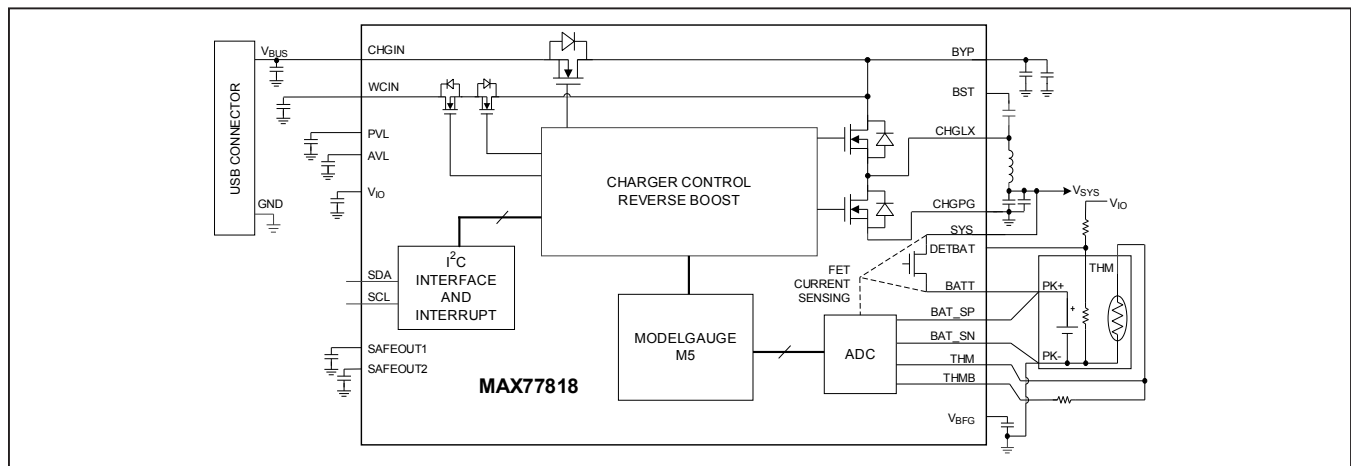 USB CONNECTOR
VBUS
GND
CHGIN
WCIN
PVL
AVL
VIO
SDA
SCL
SAFEOUT1
SAFEOUT2
I2C
INTERFACE
AND
INTERRUPT
CHARGER CONTROL
REVERSE BOOST
MODELGAUGE
M5
MAX77818
ADC
FET
CURRENT
SENSING
BYP
BST
CHGLX
CHGPG
SYS
DETBAT
BATT
BAT_SP
BAT_SN
THM
THMB
VBFG
VSYS
VIO
THM
PK+
+
PK-